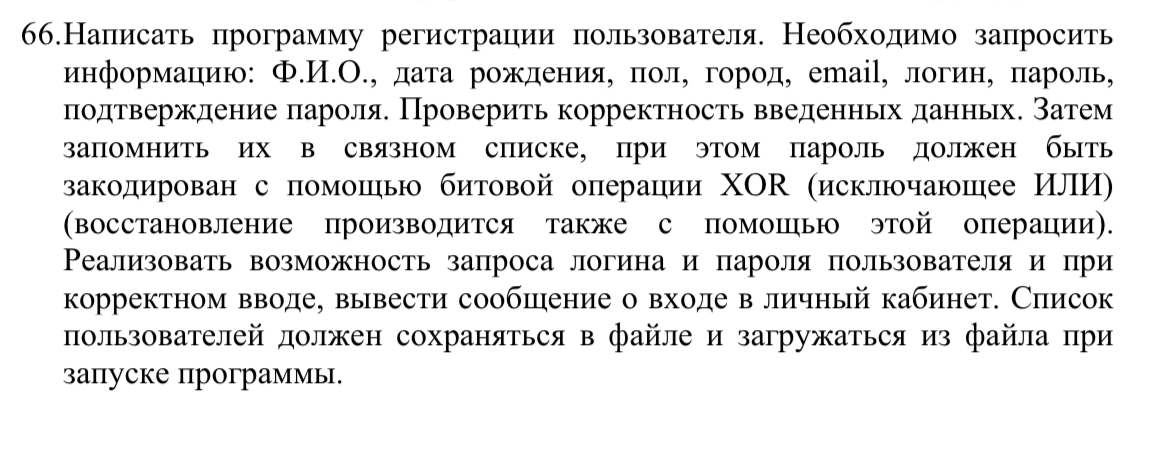 66.Написать программу регистрации пользователя. Необходимо запросить
информацию: Ф.И.О., дата рождения, пол, город, email, логин, пароль,
подтверждение пароля. Проверить корректность введенных данных. Затем
запомнить их в связном списке, при этом пароль должен быть
закодирован с помощью битовой операции XOR (исключающее ИЛИ)
(восстановление производится также с помощью этой операции).
Реализовать возможность запроса логина и пароля пользователя и при
корректном вводе, вывести сообщение о входе в личный кабинет. Список
пользователей должен сохраняться в файле и загружаться из файла при
запуске программы.